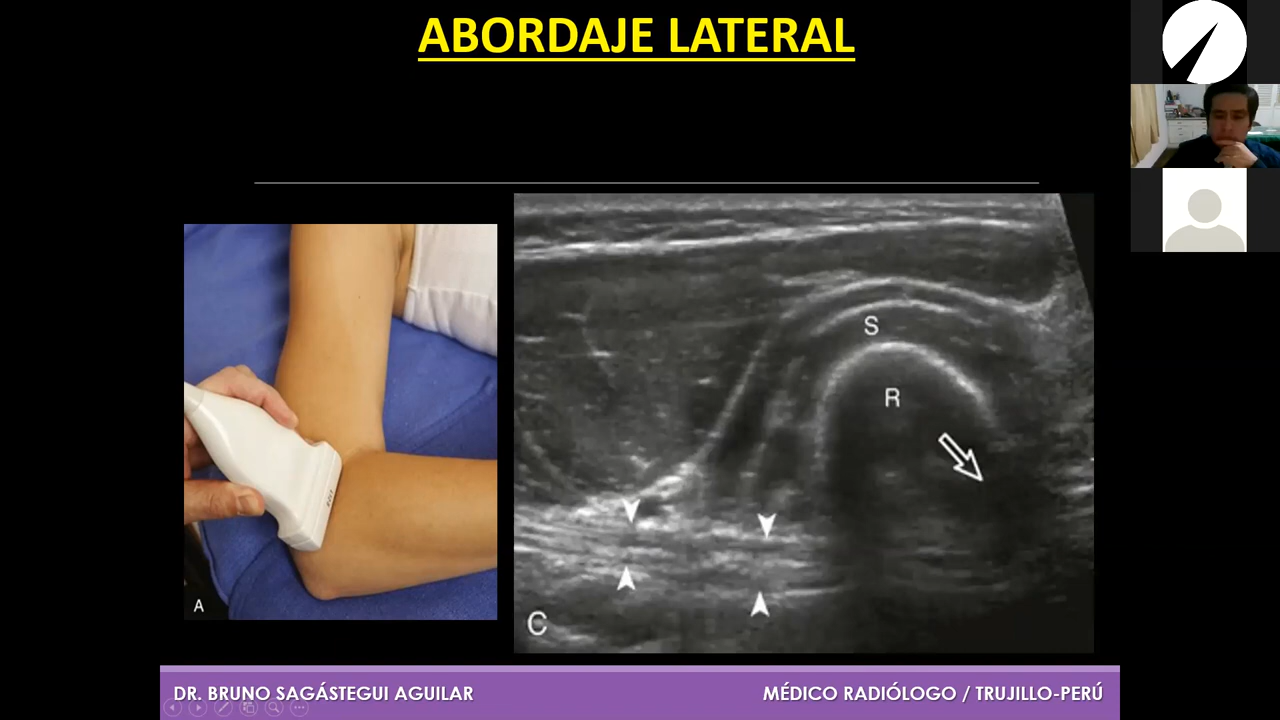 ABORDAJE LATERAL
S
R
A
C
DR. BRUNO SAGÁSTEGUI AGUILAR
MÉDICO RADIÓLOGO / TRUJILLO-PERÚ